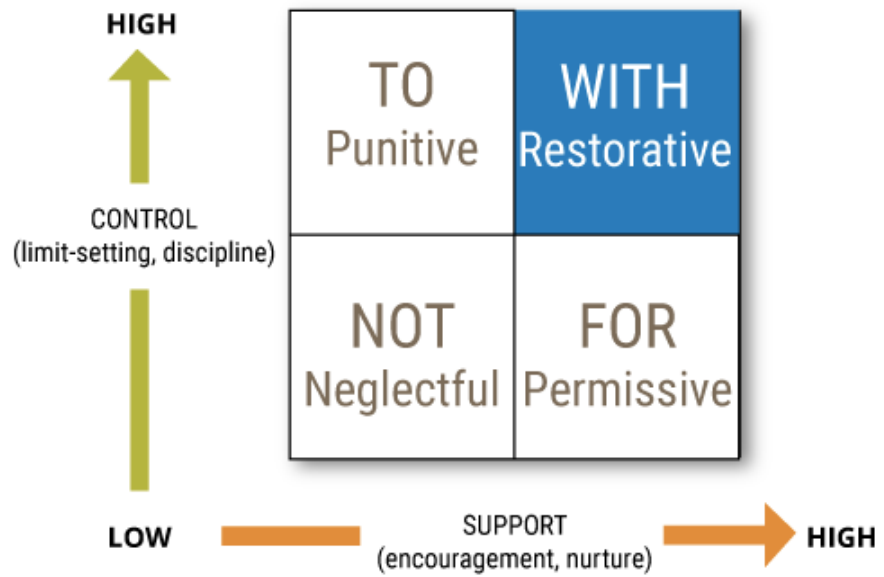 HIGH
TO
Punitive
WITH
Restorative
CONTROL
(limit-setting, discipline)
NOT
Neglectful
FOR
Permissive
LOW
SUPPORT
(encouragement, nurture)
HIGH